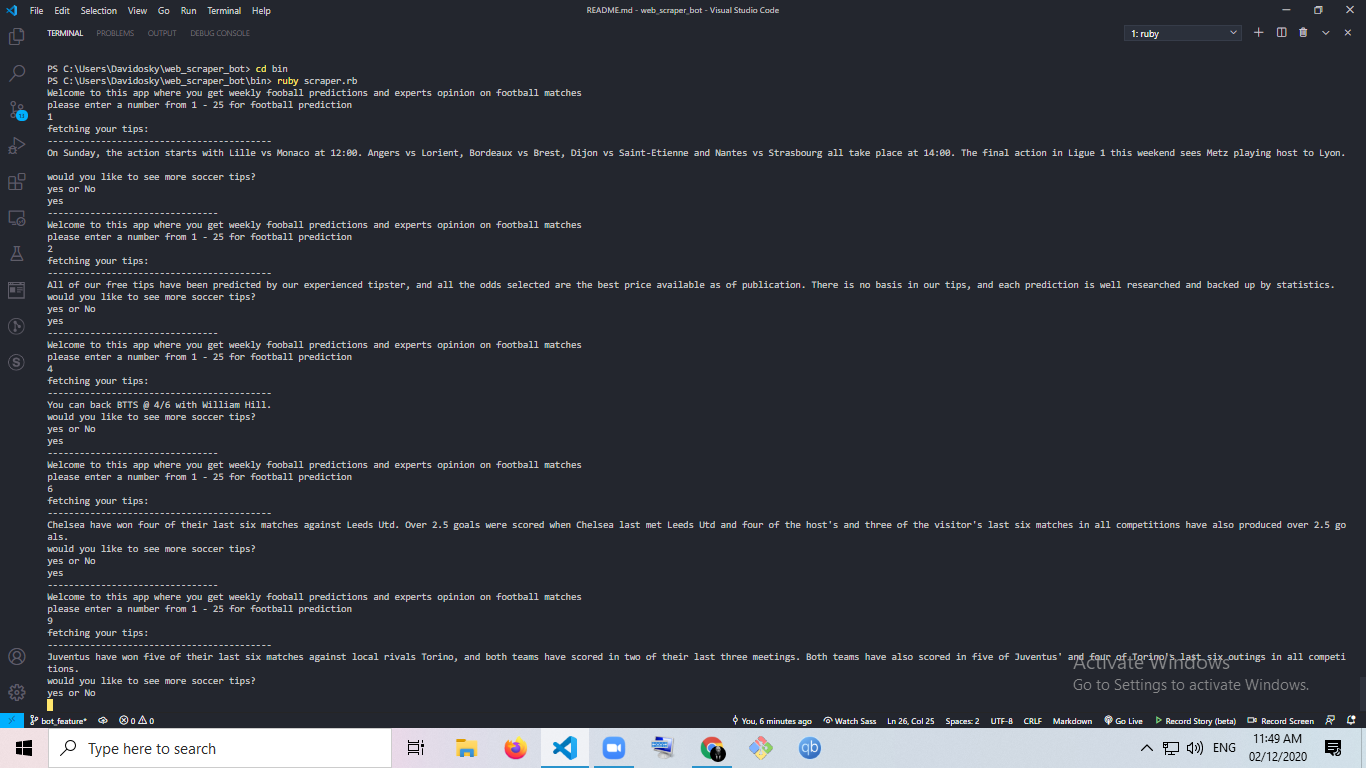 File Edit Selection View Go Run Terminal Help
README.md - web_scraper_bot - Visual Studio Code
TERMINAL PROBLEMS OUTPUT DEBUG CONSOLE
1: ruby
PS C:\Users\Davidosky\web_scraper_bot> cd bin
PS C:\Users\Davidosky\web_scraper_bot\bin> ruby scraper.rb
Welcome to this app where you get weekly fooball predictions and experts opinion on football matches
please enter a number from 1 - 25 for football prediction
1
fetching your tips:
------------------------------------------
On Sunday, the action starts with Lille vs Monaco at 12:00. Angers vs Lorient, Bordeaux vs Brest, Dijon vs Saint-Etienne and Nantes vs Strasbourg all take place at 14:00. The final action in Ligue 1 this weekend sees Metz playing host to Lyon.
would you like to see more soccer tips?
yes or No
yes
--------------------------------
Welcome to this app where you get weekly fooball predictions and experts opinion on football matches
please enter a number from 1 - 25 for football prediction
2
fetching your tips:
------------------------------------------
All of our free tips have been predicted by our experienced tipster, and all the odds selected are the best price available as of publication. There is no basis in our tips, and each prediction is well researched and backed up by statistics.
would you like to see more soccer tips?
yes or No
yes
--------------------------------
Welcome to this app where you get weekly fooball predictions and experts opinion on football matches
please enter a number from 1 - 25 for football prediction
4
fetching your tips:
------------------------------------------
You can back BTTS @ 4/6 with William Hill.
would you like to see more soccer tips?
yes or No
yes
--------------------------------
Welcome to this app where you get weekly fooball predictions and experts opinion on football matches
please enter a number from 1 - 25 for football prediction
6
fetching your tips:
------------------------------------------
Chelsea have won four of their last six matches against Leeds Utd. Over 2.5 goals were scored when Chelsea last met Leeds Utd and four of the host's and three of the visitor's last six matches in all competitions have also produced over 2.5 go
als.
would you like to see more soccer tips?
yes or No
yes
--------------------------------
Welcome to this app where you get weekly fooball predictions and experts opinion on football matches
please enter a number from 1 - 25 for football prediction
9
fetching your tips:
------------------------------------------
Juventus have won five of their last six matches against local rivals Torino, and both teams have scored in two of their last three meetings. Both teams have also scored in five of Juventus' and four of Torino's last six outings in all competi
tions.
would you like to see more soccer tips?
yes or No
Activate Windows
Go to Settings to activate Windows.
bot_feature* 0 0 You, 6 minutes ago Watch Sass Ln 26, Col 25 Spaces: 2 UTF-8 CRLF Markdown Go Live Record Story (beta) Record Screen
Type here to search
qb
ENG
11:49 AM
02/12/2020